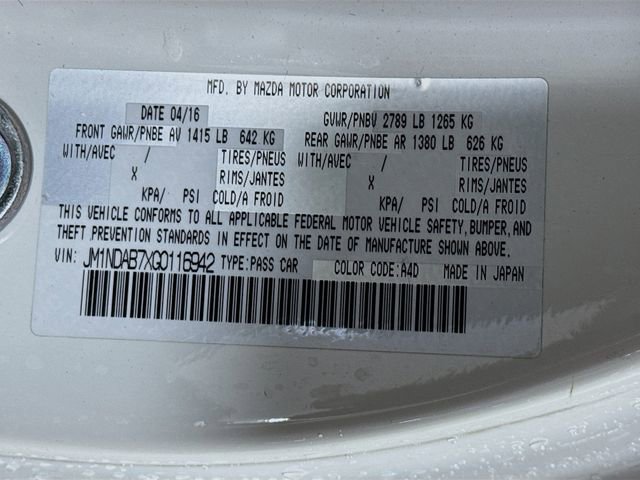 MFD. BY MAZDA MOTOR CORPORATION
DATE 04/16 GVWR/PNBV 2789 LB 1265 KG
FRONT GAWR/PNBE AV 1415 LB 642 KG REAR GAWR/PNBE AR 1380 LB 626 KG
WITH/AVEC / TIRES/PNEUS WITH/AVEC / TIRES/PNEUS
X RIMS/JANTES X RIMS/JANTES
KPA/ PSI COLD/A FROID KPA/ PSI COLD/A FROID
THIS VEHICLE CONFORMS TO ALL APPLICABLE FEDERAL MOTOR VEHICLE SAFETY, BUMPER, AND
THEFT PREVENTION STANDARDS IN EFFECT ON THE DATE OF MANUFACTURE SHOWN ABOVE.
VIN: JM1NDAB7XG0116942 TYPE:PASS CAR COLOR CODE:A4D MADE IN JAPAN